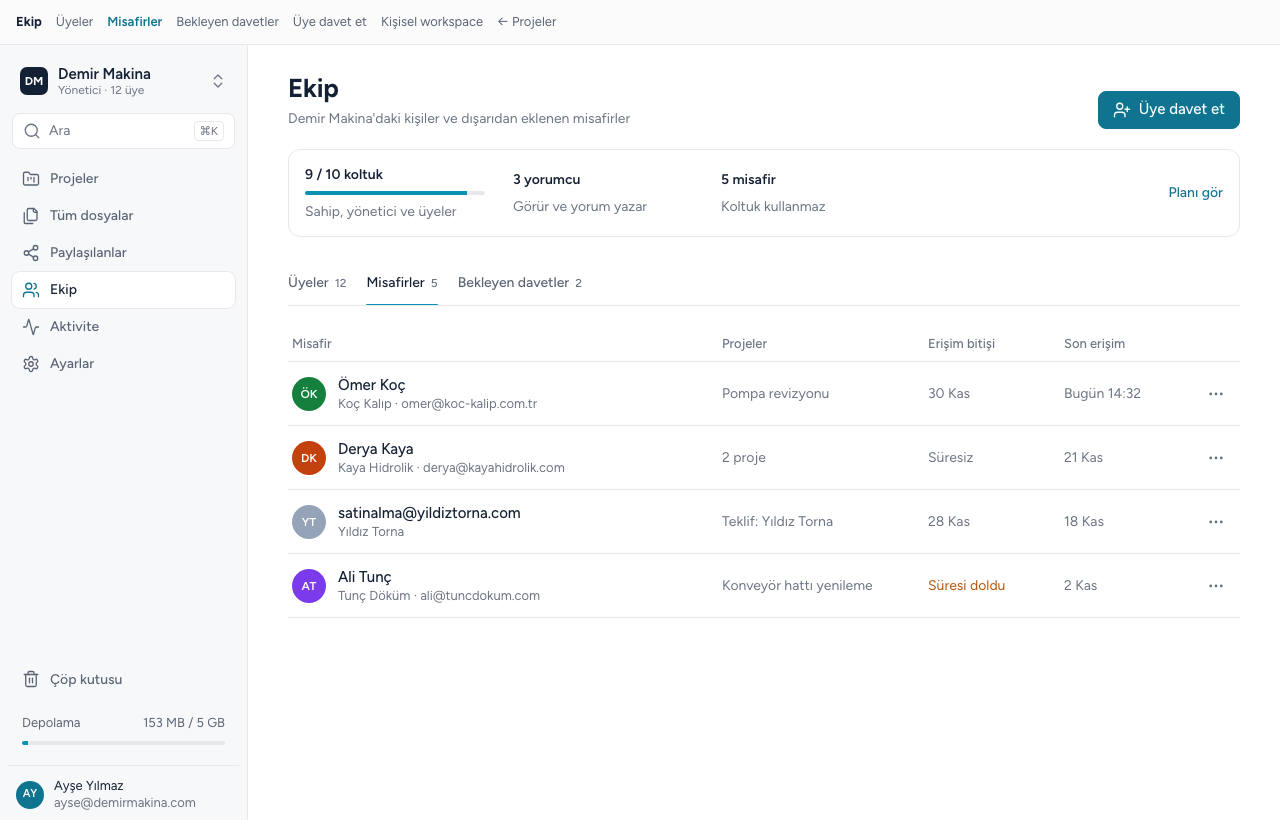 Ekip Üyeler Misafirler Bekleyen davetler Üye davet et Kişisel workspace ← Projeler
DM
Demir Makina
Yönetici · 12 üye
Ara ⌘K
Projeler
Tüm dosyalar
Paylaşılanlar
Ekip
Aktivite
Ayarlar
Çöp kutusu
Depolama 153 MB / 5 GB
AY
Ayşe Yılmaz
ayse@demirmakina.com
Ekip
Demir Makina'daki kişiler ve dışarıdan eklenen misafirler
Üye davet et
9 / 10 koltuk
Sahip, yönetici ve üyeler
3 yorumcu
Görür ve yorum yazar
5 misafir
Koltuk kullanmaz
Planı gör
Üyeler 12 Misafirler 5 Bekleyen davetler 2
Misafir Projeler Erişim bitişi Son erişim
ÖK
Ömer Koç
Koç Kalıp · omer@koc-kalip.com.tr
Pompa revizyonu 30 Kas Bugün 14:32
DK
Derya Kaya
Kaya Hidrolik · derya@kayahidrolik.com
2 proje Süresiz 21 Kas
YT
satinalma@yildiztorna.com
Yıldız Torna
Teklif: Yıldız Torna 28 Kas 18 Kas
AT
Ali Tunç
Tunç Döküm · ali@tuncdokum.com
Konveyör hattı yenileme Süresi doldu 2 Kas